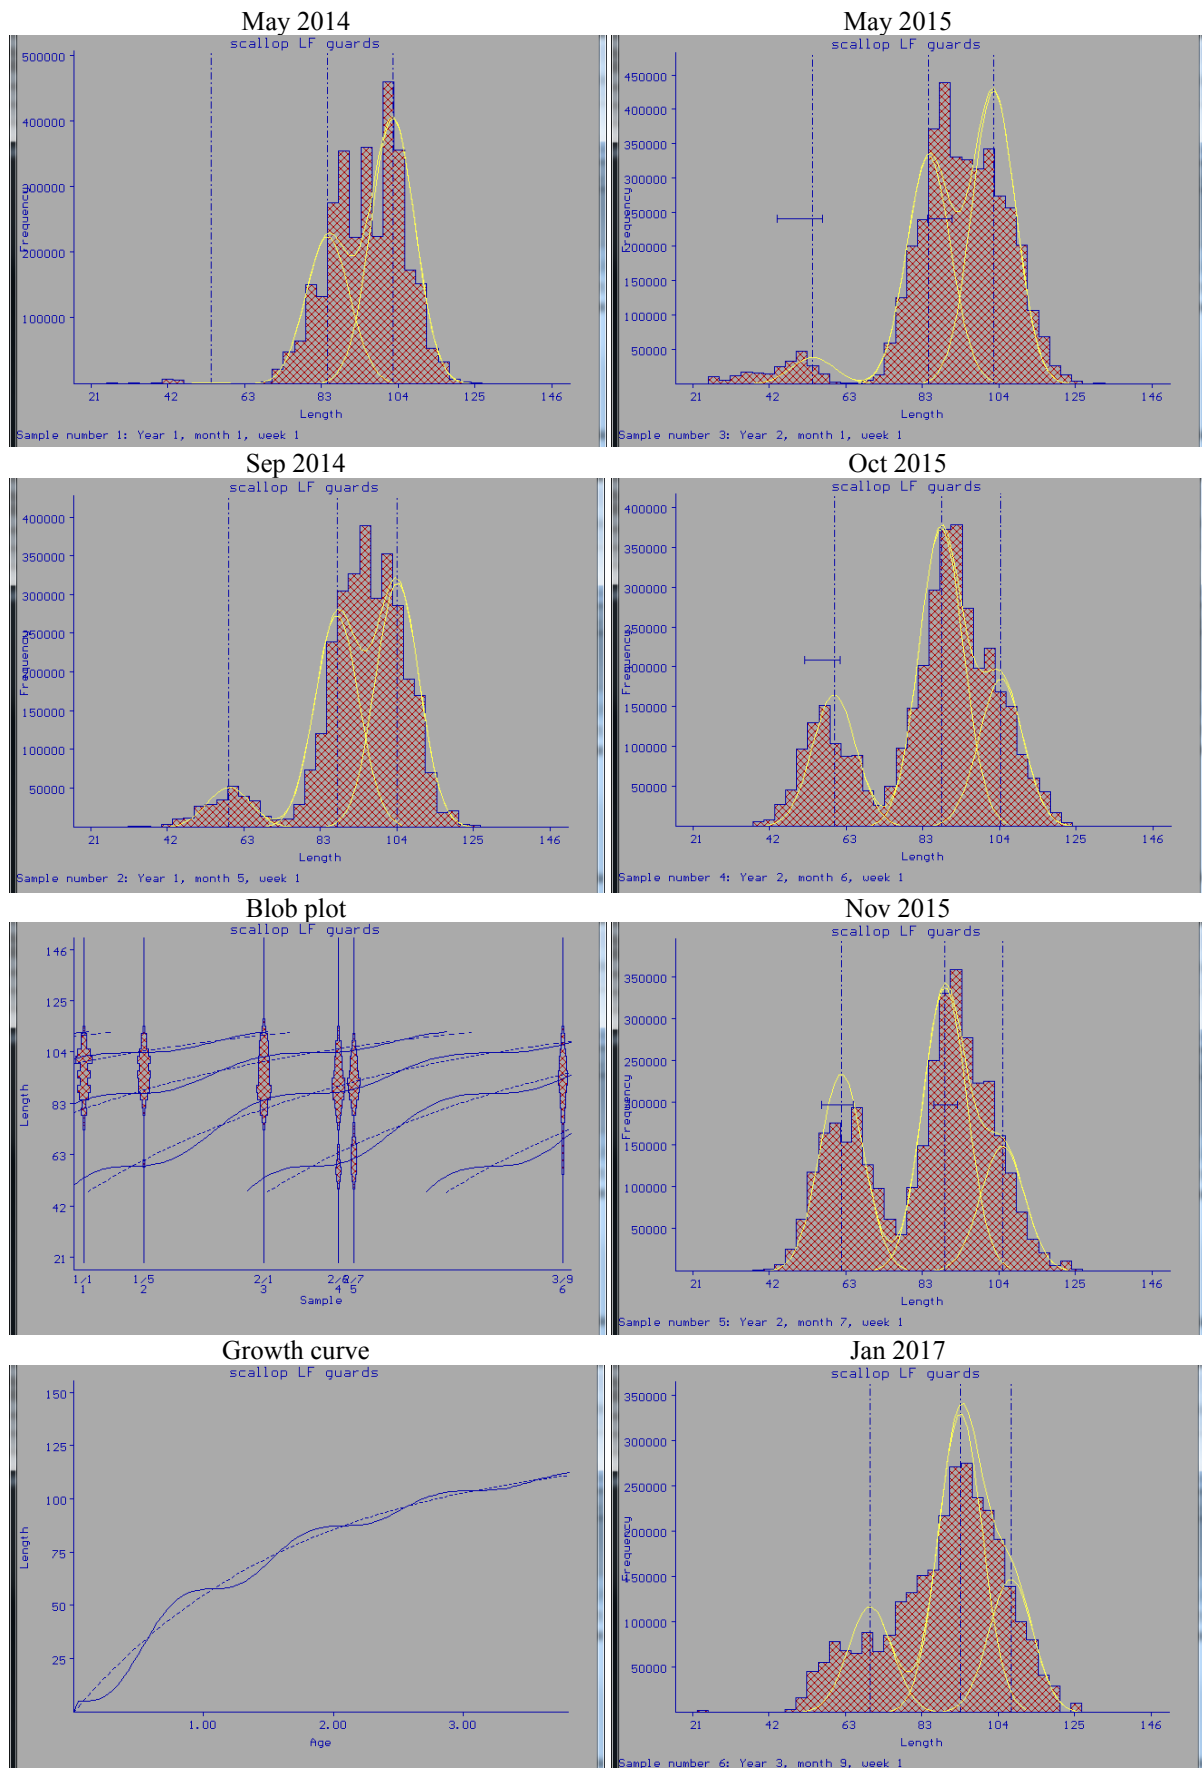 May 2014
scallop LF guards
500000
400000
300000
200000
100000
Frequency
21 42 63 83 104 125 146
Length
Sample number 1: Year 1, month 1, week 1
May 2015
scallop LF guards
450000
400000
350000
300000
250000
200000
150000
100000
50000
Frequency
21 42 63 83 104 125 146
Length
Sample number 3: Year 2, month 1, week 1
Sep 2014
scallop LF guards
400000
350000
300000
250000
200000
150000
100000
50000
Frequency
21 42 63 83 104 125 146
Length
Sample number 2: Year 1, month 5, week 1
Oct 2015
scallop LF guards
400000
350000
300000
250000
200000
150000
100000
50000
Frequency
21 42 63 83 104 125 146
Length
Sample number 4: Year 2, month 6, week 1
Blob plot
scallop LF guards
146
125
104
83
63
42
21
Length
1/1 1/5 2/1 2/6 2/7 3/9
1 2 3 4 5 6
Sample
Nov 2015
scallop LF guards
350000
300000
250000
200000
150000
100000
50000
Frequency
21 42 63 83 104 125 146
Length
Sample number 5: Year 2, month 7, week 1
Growth curve
scallop LF guards
150
125
100
75
50
25
Length
1.00 2.00 3.00
Age
Jan 2017
scallop LF guards
350000
300000
250000
200000
150000
100000
50000
Frequency
21 42 63 83 104 125 146
Length
Sample number 6: Year 3, month 9, week 1